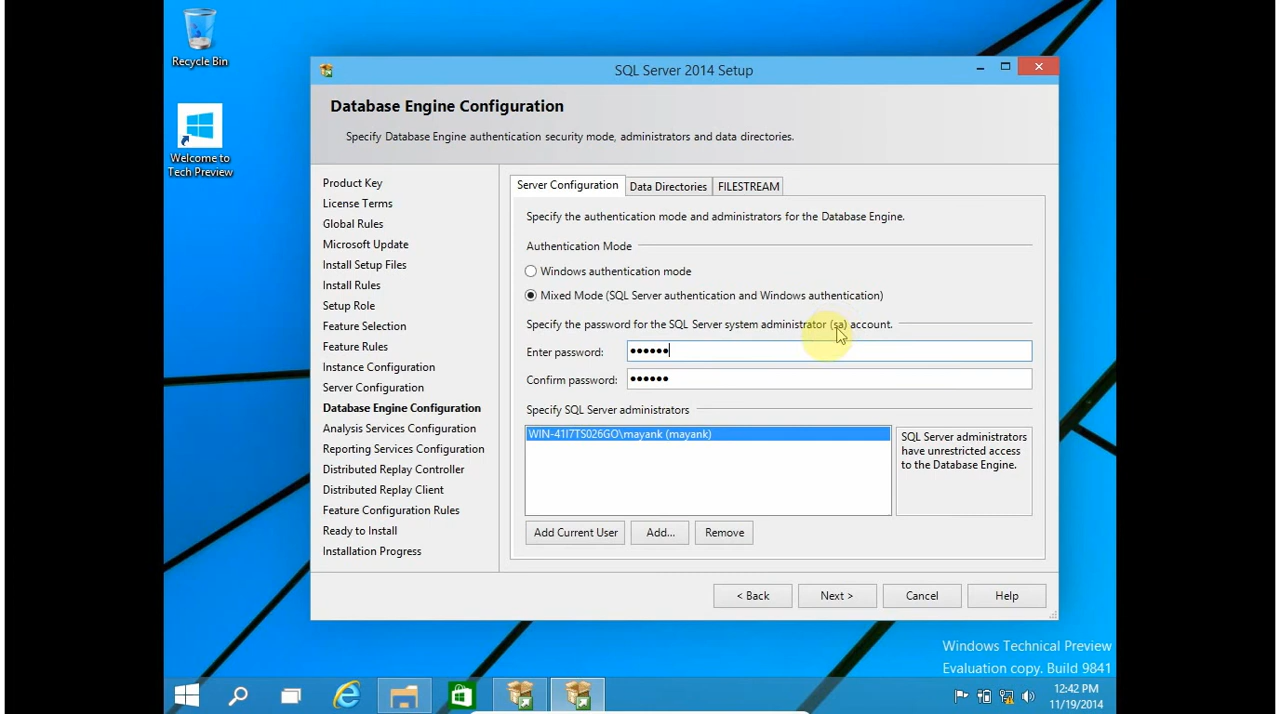 Recycle Bin
Welcome to
Tech Preview
SQL Server 2014 Setup
Database Engine Configuration
Specify Database Engine authentication security mode, administrators and data directories.
Product Key
License Terms
Global Rules
Microsoft Update
Install Setup Files
Install Rules
Setup Role
Feature Selection
Feature Rules
Instance Configuration
Server Configuration
Database Engine Configuration
Analysis Services Configuration
Reporting Services Configuration
Distributed Replay Controller
Distributed Replay Client
Feature Configuration Rules
Ready to Install
Installation Progress
Server Configuration
Data Directories
FILESTREAM
Specify the authentication mode and administrators for the Database Engine.
Authentication Mode
Windows authentication mode
Mixed Mode (SQL Server authentication and Windows authentication)
Specify the password for the SQL Server system administrator (sa) account.
Enter password: ●●●●●●
Confirm password: ●●●●●●
Specify SQL Server administrators
WIN-41I7TS026GO\mayank (mayank)
SQL Server administrators
have unrestricted access
to the Database Engine.
Add Current User
Add...
Remove
< Back
Next >
Cancel
Help
Windows Technical Preview
Evaluation copy. Build 9841
12:42 PM
11/19/2014